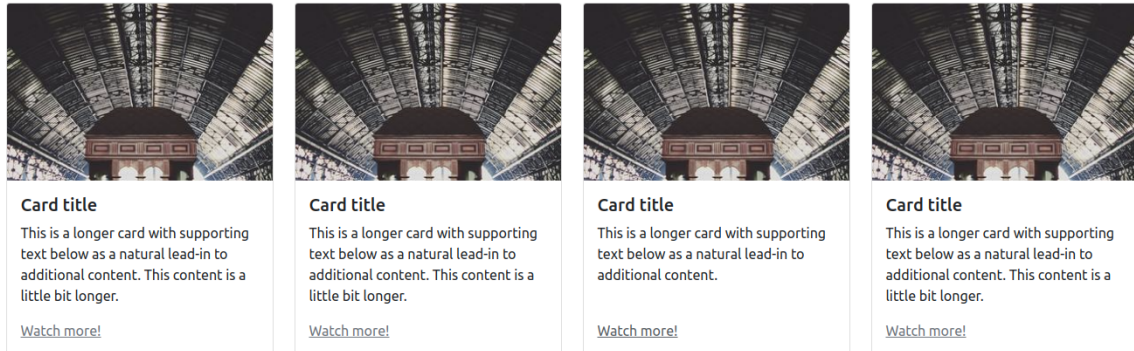 Card title
This is a longer card with supporting
text below as a natural lead-in to
additional content. This content is a
little bit longer.
Watch more!
Card title
This is a longer card with supporting
text below as a natural lead-in to
additional content. This content is a
little bit longer.
Watch more!
Card title
This is a longer card with supporting
text below as a natural lead-in to
additional content.
Watch more!
Card title
This is a longer card with supporting
text below as a natural lead-in to
additional content. This content is a
little bit longer.
Watch more!